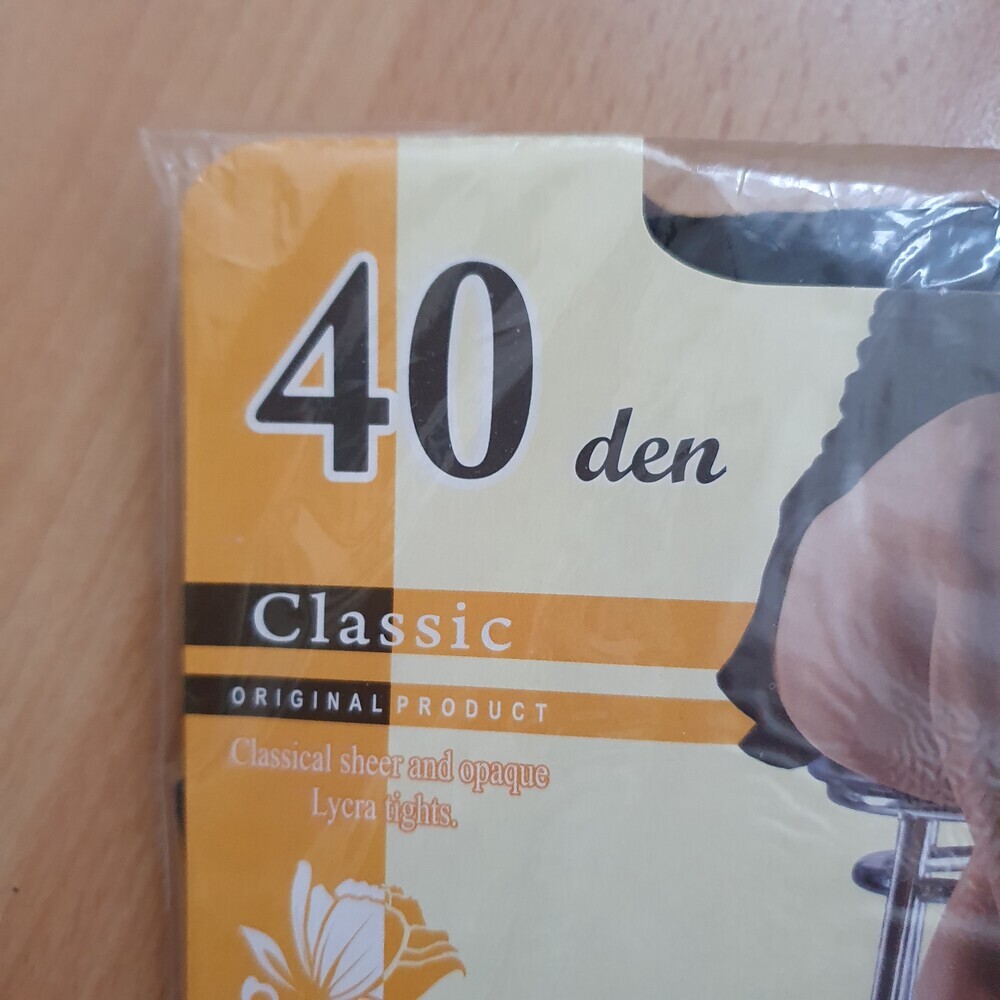 40 den
Classic
ORIGINAL PRODUCT
Classical sheer and opaque
Lycra tights.